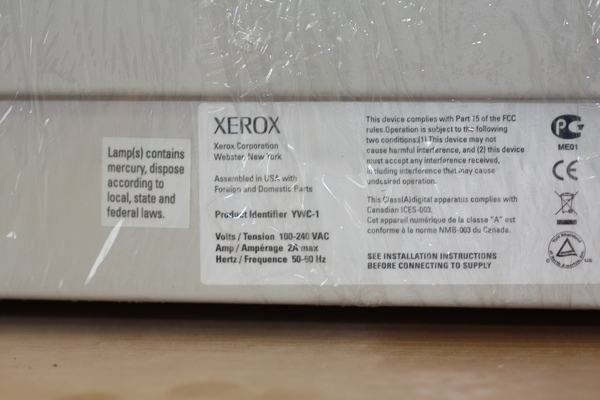 Lamp(s) contains
mercury, dispose
according to
local, state and
federal laws.
XEROX
Xerox Corporation
Webster, New York
Assembled in USA with
Foreign and Domestic Parts
Product Identifier YWC-1
Volts / Tension 100-240 VAC
Amp / Ampérage 2A max
Hertz / Frequence 50-60 Hz
This device complies with Part 15 of the FCC
rules.Operation is subject to the following
two conditions:(1) This device may not
cause harmful interference, and (2) this device
must accept any interference received,
including interference that may cause
undesired operation.
This Class(A)digital apparatus complies with
Canadian ICES-003.
Cet appareil numérique de la classe "A" est
conforme à la norme NMB-003 du Canada.
SEE INSTALLATION INSTRUCTIONS
BEFORE CONNECTING TO SUPPLY
ME01
CE
C US